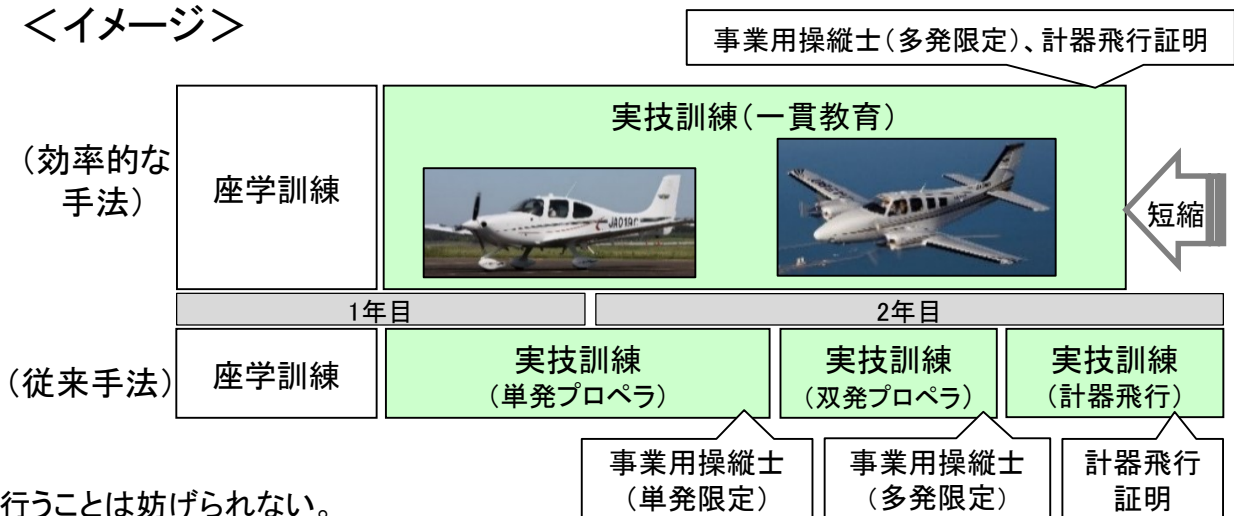 ＜イメージ＞
事業用操縦士（多発限定）、計器飛行証明
（効率的な
手法）
座学訓練
実技訓練（一貫教育）
JA019C
短縮
1年目
2年目
（従来手法）
座学訓練
実技訓練
（単発プロペラ）
実技訓練
（双発プロペラ）
実技訓練
（計器飛行）
事業用操縦士
（単発限定）
事業用操縦士
（多発限定）
計器飛行
証明
行うことは妨げられない。